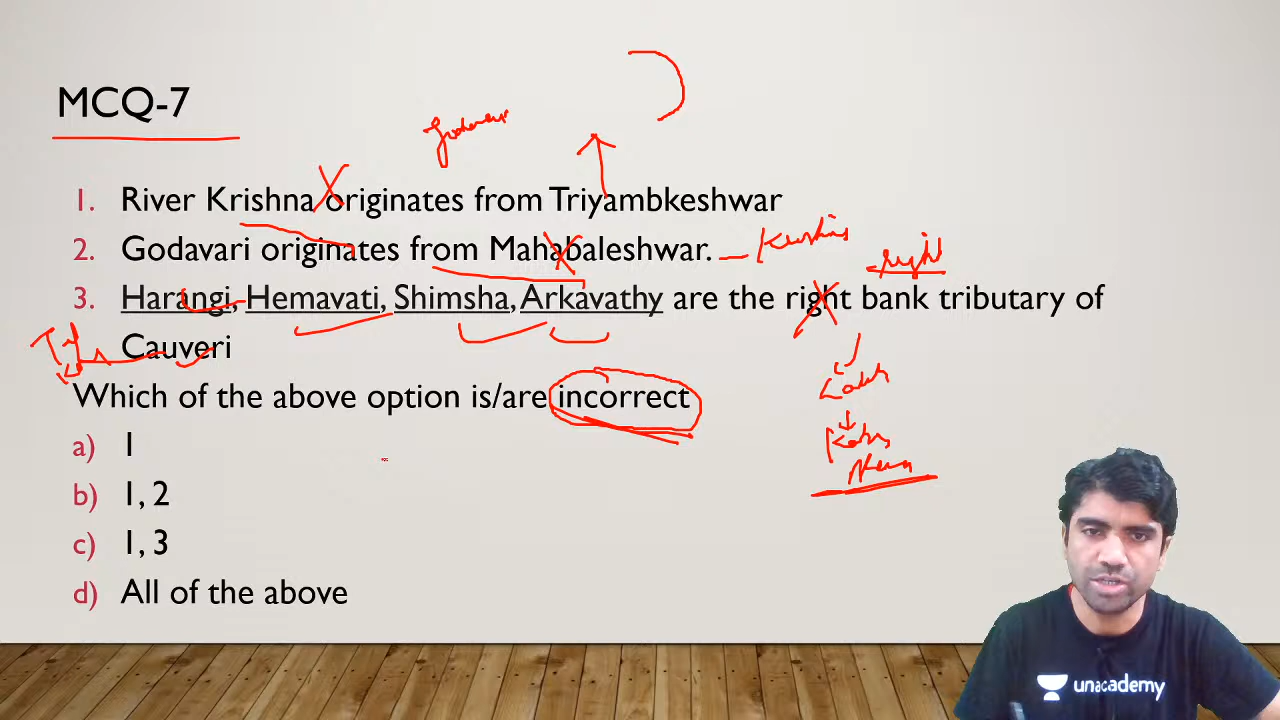 MCQ-7
1. River Krishna originates from Triyambkeshwar
2. Godavari originates from Mahabaleshwar.
right
3. Harangi, Hemavati, Shimsha, Arkavathy are the right bank tributary of
Cauveri
Which of the above option is/are incorrect
a) 1
b) 1, 2
c) 1, 3
d) All of the above
unacademy